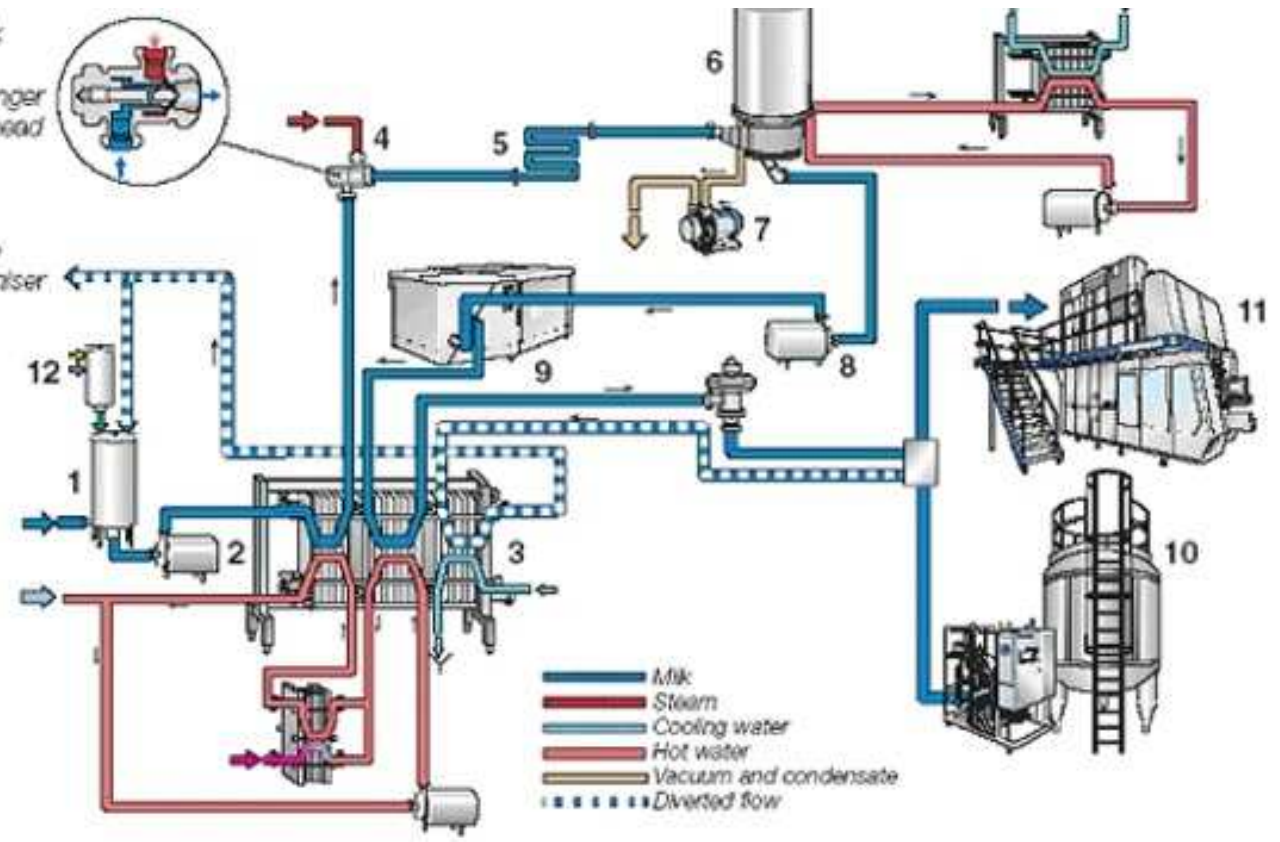 nger
ead
iser
1
2
3
4
5
6
7
8
9
10
11
12
Milk
Steam
Cooling water
Hot water
Vacuum and condensate
Diverted flow